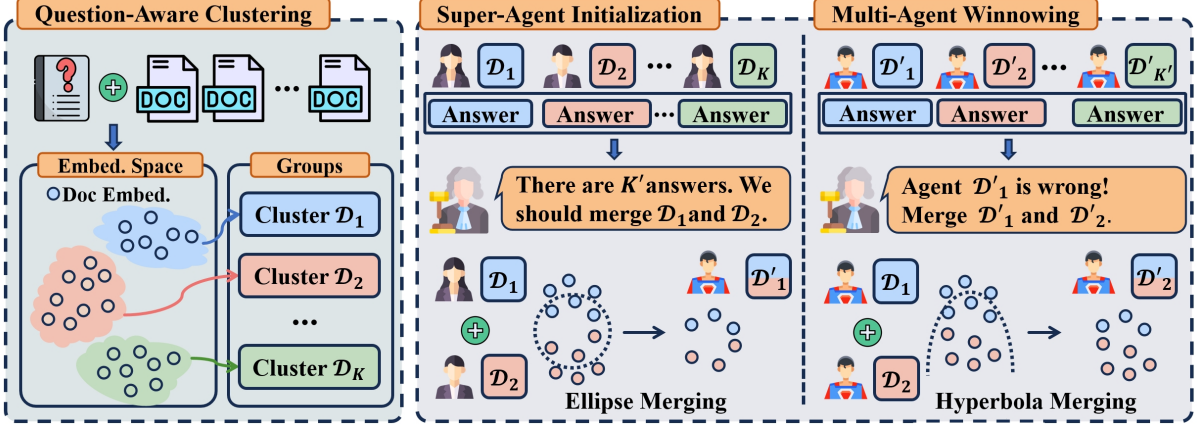 Question-Aware Clustering
?
DOC DOC ... DOC
Embed. Space
Doc Embed.
Groups
Cluster 𝒟₁
Cluster 𝒟₂
...
Cluster 𝒟_K
Super-Agent Initialization
𝒟₁ 𝒟₂ ... 𝒟_K
Answer Answer ... Answer
There are K′ answers. We
should merge 𝒟₁ and 𝒟₂.
𝒟₁
𝒟′₁
𝒟₂
Ellipse Merging
Multi-Agent Winnowing
𝒟′₁ 𝒟′₂ ... 𝒟′_K′
Answer Answer Answer
Agent 𝒟′₁ is wrong!
Merge 𝒟′₁ and 𝒟′₂.
𝒟₁
𝒟′₂
𝒟₂
Hyperbola Merging